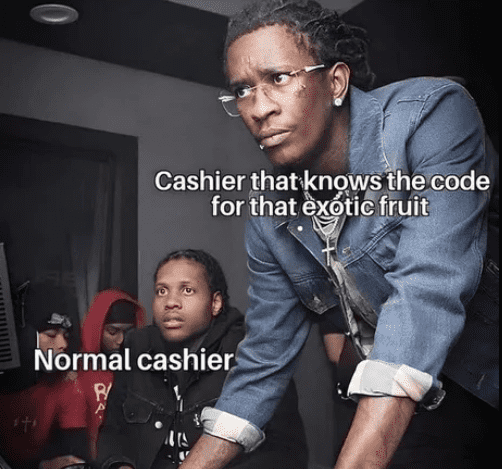 Cashier that knows the code
for that exotic fruit
Normal cashier